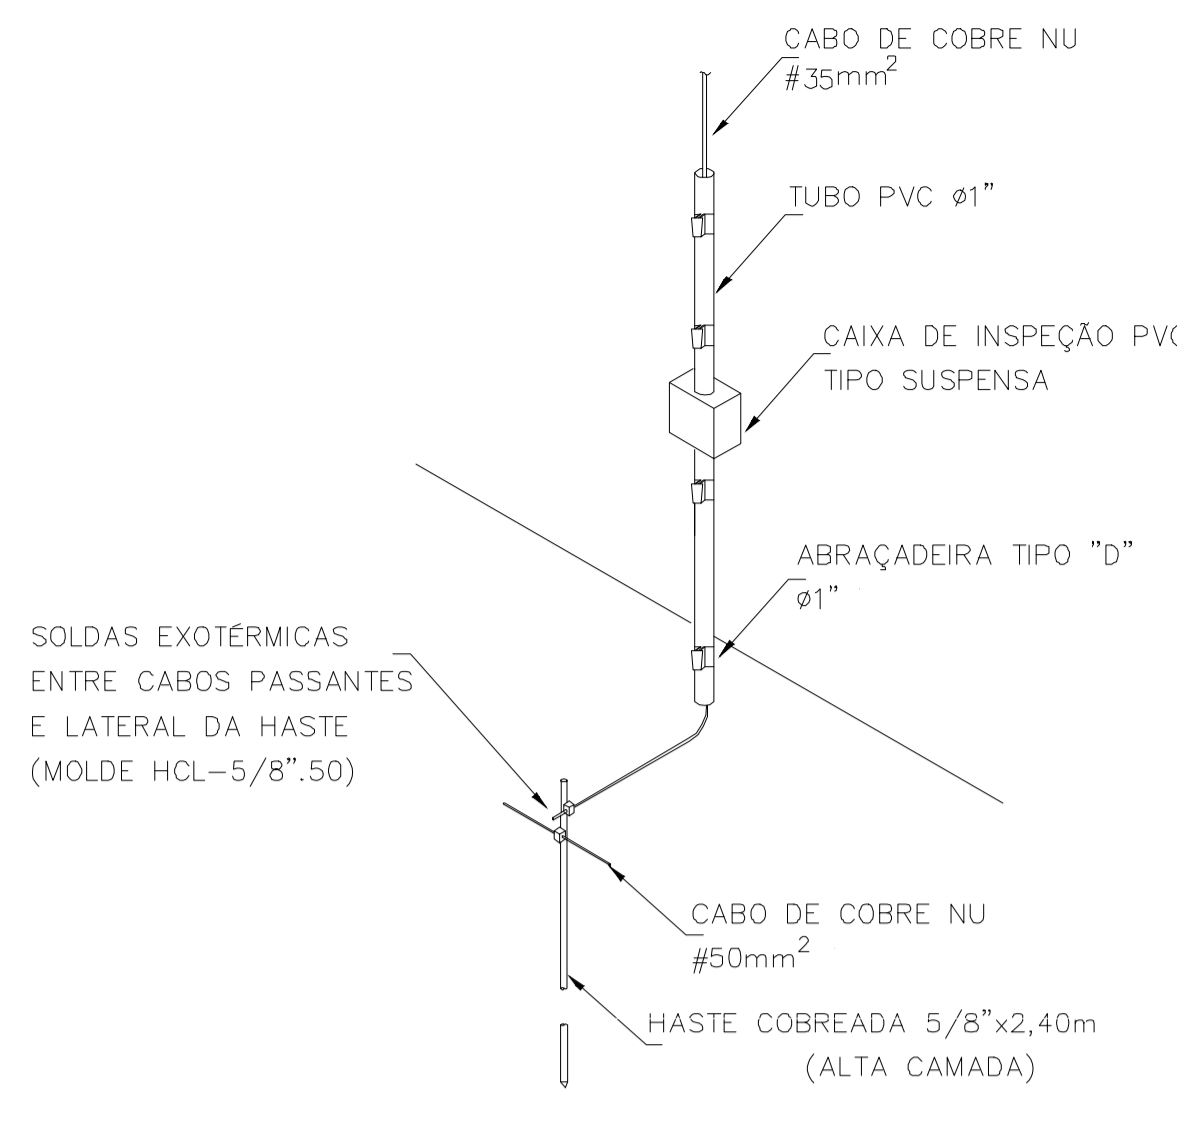 CABO DE COBRE NU
#35mm²
TUBO PVC ø1"
CAIXA DE INSPEÇÃO PVC
TIPO SUSPENSA
ABRAÇADEIRA TIPO "D"
ø1"
SOLDAS EXOTÉRMICAS
ENTRE CABOS PASSANTES
E LATERAL DA HASTE
(MOLDE HCL-5/8".50)
CABO DE COBRE NU
#50mm²
HASTE COBREADA 5/8"x2,40m
(ALTA CAMADA)